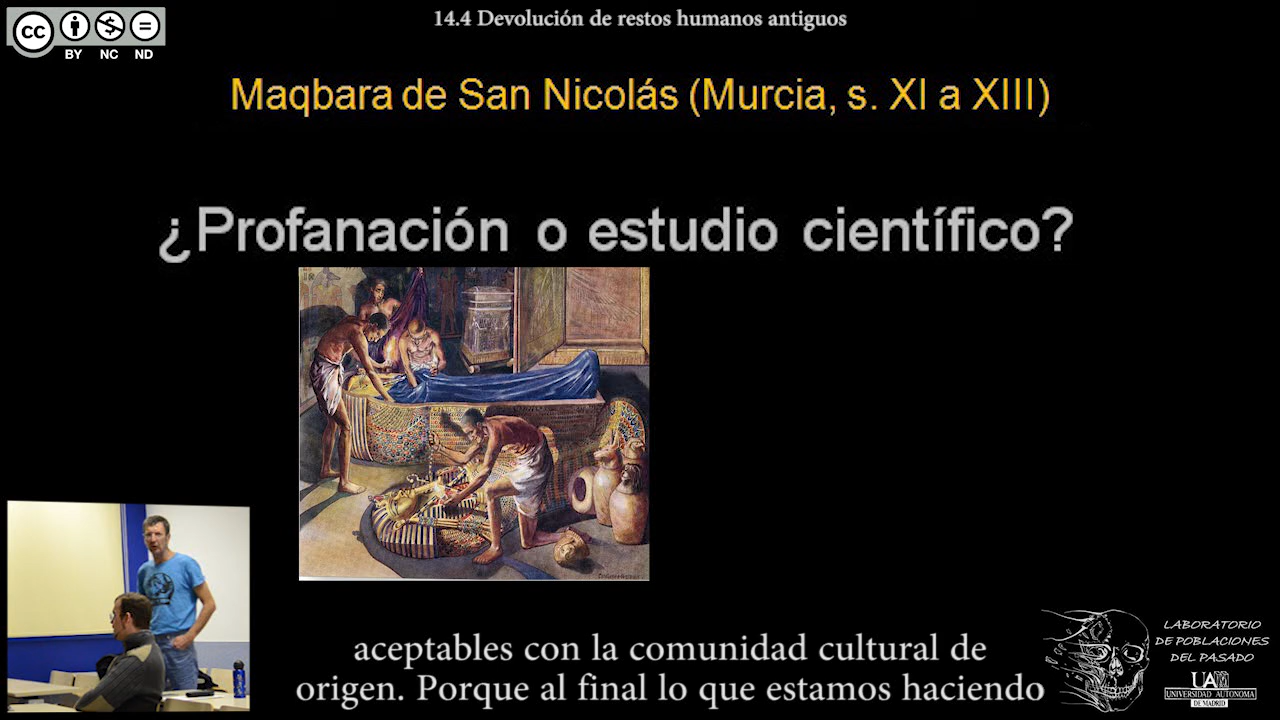 14.4 Devolución de restos humanos antiguos
CC
BY NC ND
Maqbara de San Nicolás (Murcia, s. XI a XIII)
¿Profanación o estudio científico?
aceptables con la comunidad cultural de
origen. Porque al final lo que estamos haciendo
LABORATORIO
DE POBLACIONES
DEL PASADO
UAM
UNIVERSIDAD AUTONOMA
DE MADRID